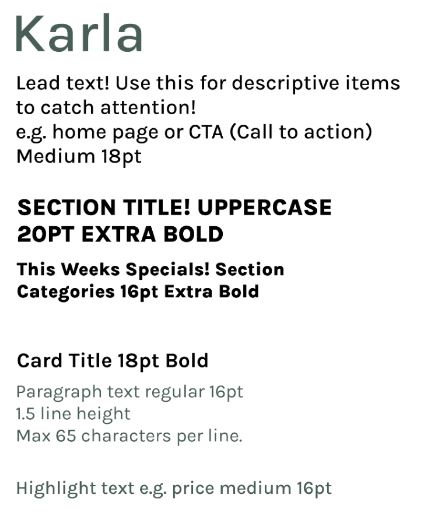 Karla
Lead text! Use this for descriptive items
to catch attention!
e.g. home page or CTA (Call to action)
Medium 18pt
SECTION TITLE! UPPERCASE
20PT EXTRA BOLD
This Weeks Specials! Section
Categories 16pt Extra Bold
Card Title 18pt Bold
Paragraph text regular 16pt
1.5 line height
Max 65 characters per line.
Highlight text e.g. price medium 16pt